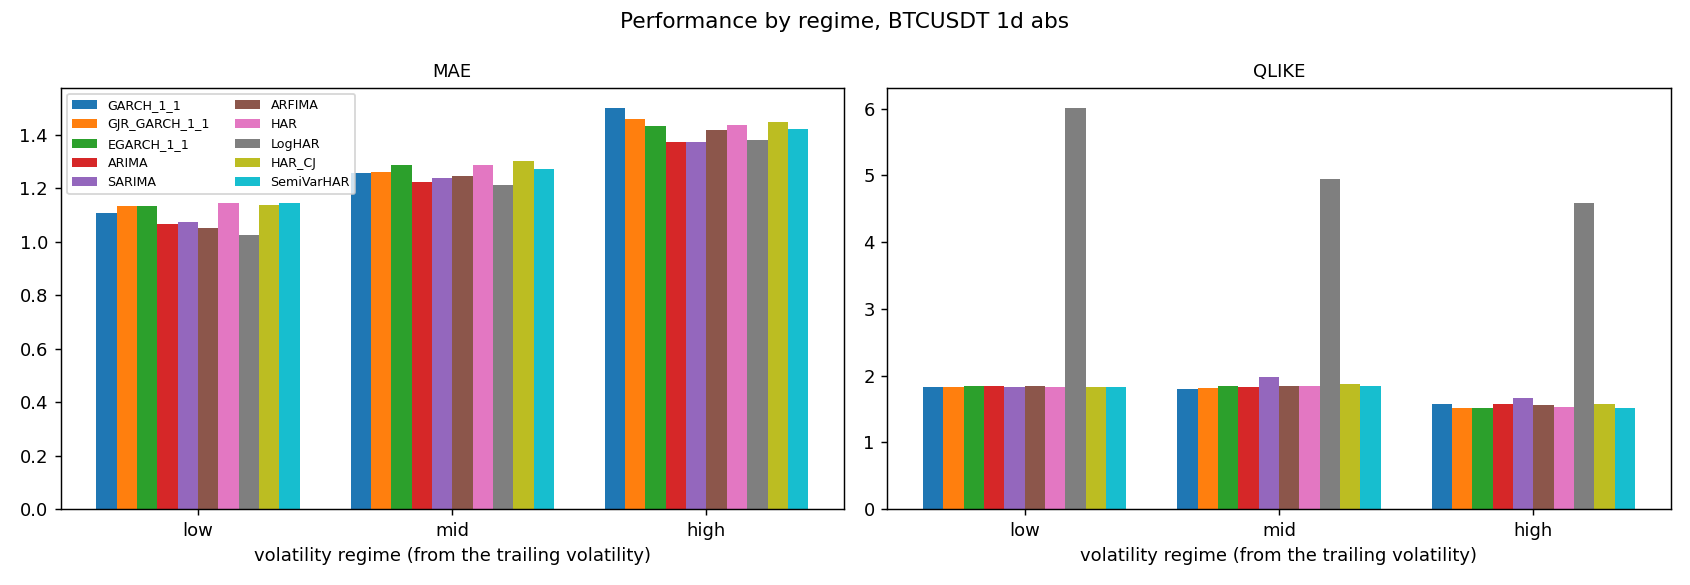 Performance by regime, BTCUSDT 1d abs
MAE
GARCH_1_1
GJR_GARCH_1_1
EGARCH_1_1
ARIMA
SARIMA
ARFIMA
HAR
LogHAR
HAR_CJ
SemiVarHAR
1.4
1.2
1.0
0.8
0.6
0.4
0.2
0.0
low mid high
volatility regime (from the trailing volatility)
QLIKE
6
5
4
3
2
1
0
low mid high
volatility regime (from the trailing volatility)